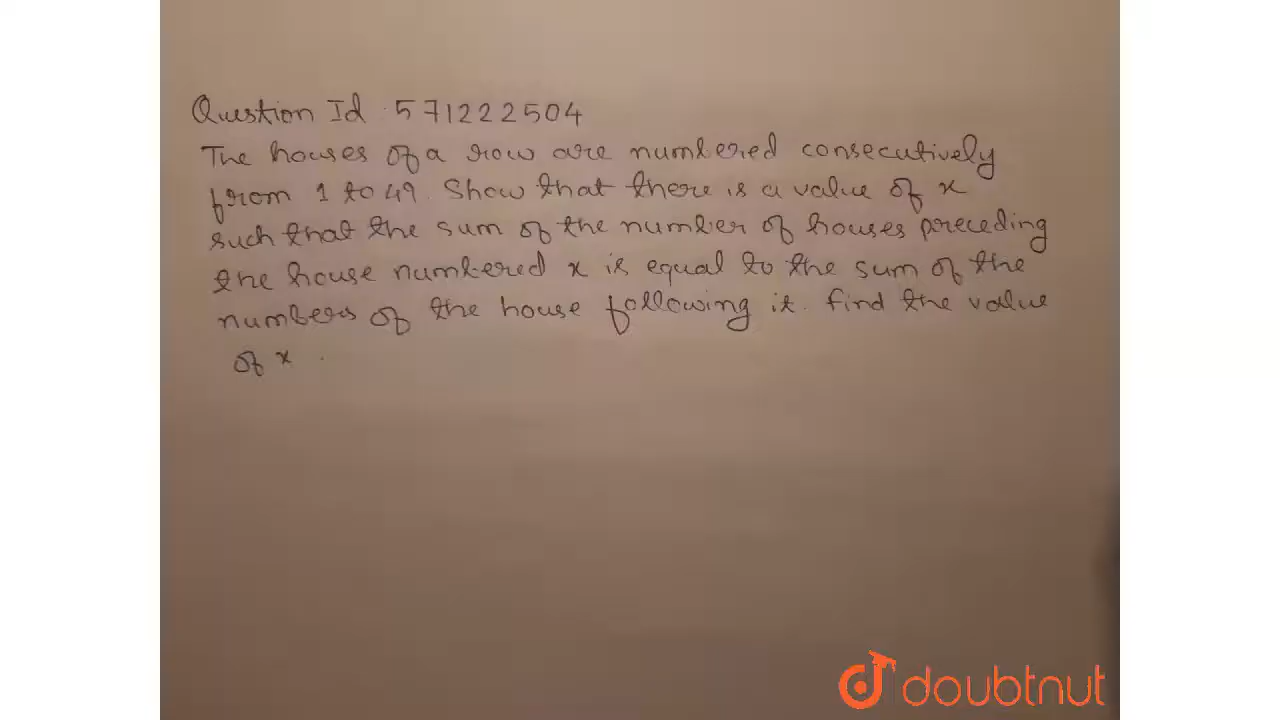 Question Id 571222504
The houses of a row are numbered consecutively
from 1 to 49. Show that there is a value of x
such that the sum of the number of houses preceding
the house numbered x is equal to the sum of the
numbers of the house following it. find the value
of x.
doubtnut